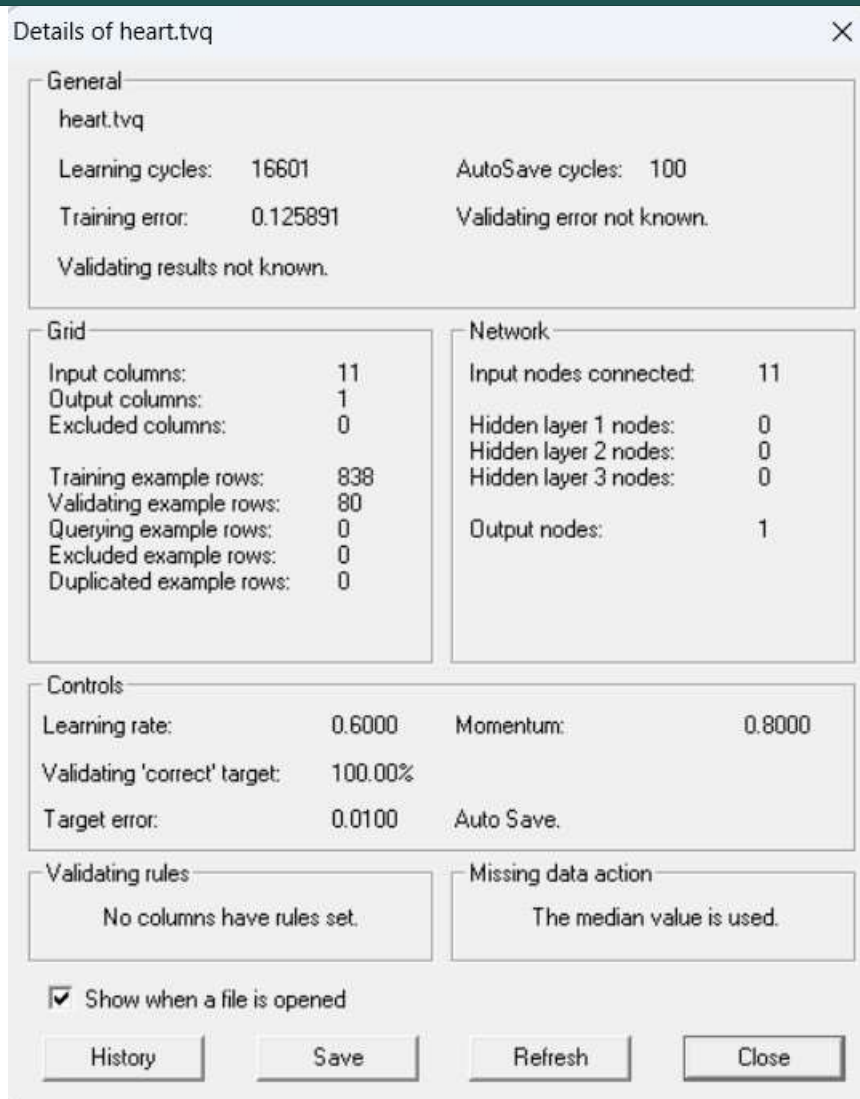 Details of heart.tvq
General
heart.tvq
Learning cycles: 16601 AutoSave cycles: 100
Training error: 0.125891 Validating error not known.
Validating results not known.
Grid
Input columns: 11
Output columns: 1
Excluded columns: 0
Training example rows: 838
Validating example rows: 80
Querying example rows: 0
Excluded example rows: 0
Duplicated example rows: 0
Network
Input nodes connected: 11
Hidden layer 1 nodes: 0
Hidden layer 2 nodes: 0
Hidden layer 3 nodes: 0
Output nodes: 1
Controls
Learning rate: 0.6000 Momentum: 0.8000
Validating 'correct' target: 100.00%
Target error: 0.0100 Auto Save.
Validating rules
No columns have rules set.
Missing data action
The median value is used.
Show when a file is opened
History Save Refresh Close